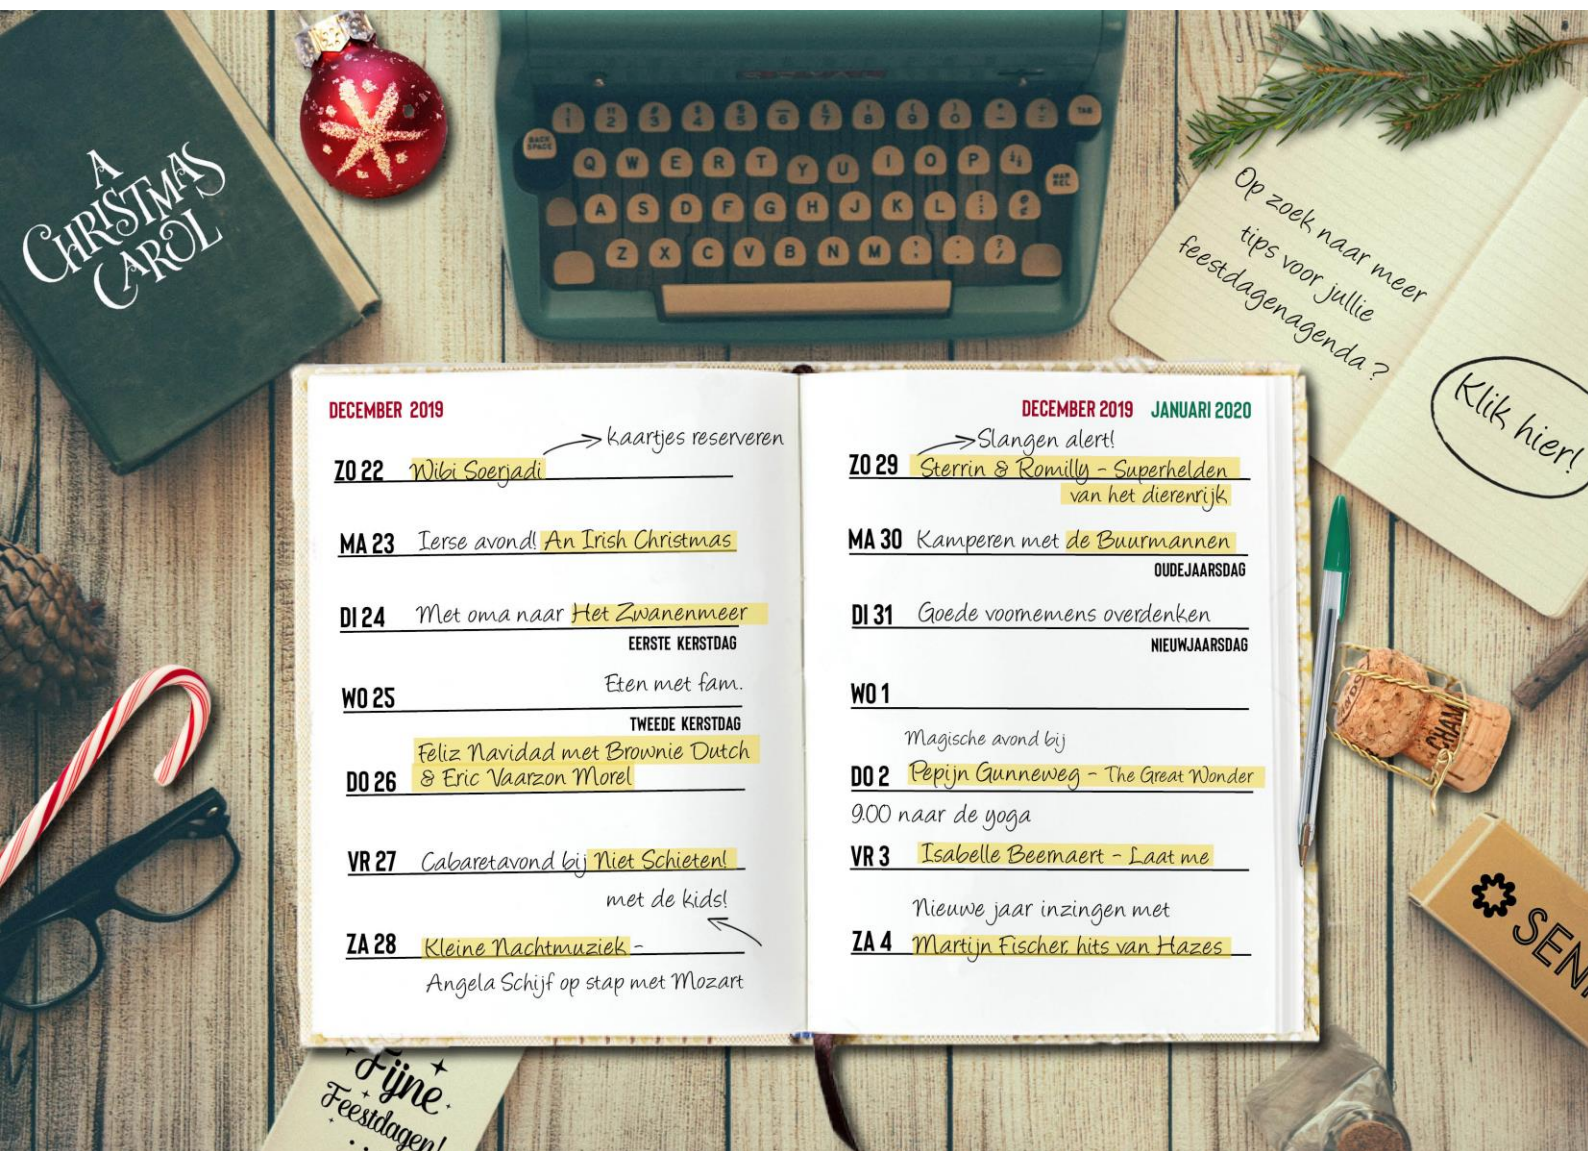 A
CHRISTMAS
CAROL
BACK
SPACE
TAB
MAR
REL
Q W E R T Y U I O P
A S D F G H J K L
Z X C V B N M
Op zoek naar meer
tips voor jullie
feestdagenagenda?
Klik hier!
DECEMBER 2019
kaartjes reserveren
ZO 22 Wibi Soerjadi
MA 23 Ierse avond! An Irish Christmas
DI 24 Met oma naar Het Zwanenmeer
EERSTE KERSTDAG
Eten met fam.
WO 25
TWEEDE KERSTDAG
Feliz Navidad met Brownie Dutch
DO 26 & Eric Vaarzon Morel
VR 27 Cabaretavond bij Niet Schieten!
met de kids!
ZA 28 Kleine Nachtmuziek -
Angela Schijf op stap met Mozart
DECEMBER 2019 JANUARI 2020
Slangen alert!
ZO 29 Sterrin & Romilly - Superhelden
van het dierenrijk
MA 30 Kamperen met de Buurmannen
OUDEJAARSDAG
DI 31 Goede voornemens overdenken
NIEUWJAARSDAG
WO 1
Magische avond bij
DO 2 Pepijn Gunneweg - The Great Wonder
9.00 naar de yoga
VR 3 Isabelle Beernaert - Laat me
Nieuwe jaar inzingen met
ZA 4 Martijn Fischer, hits van Hazes
CHAM
SEN
Fijne
Feestdagen!